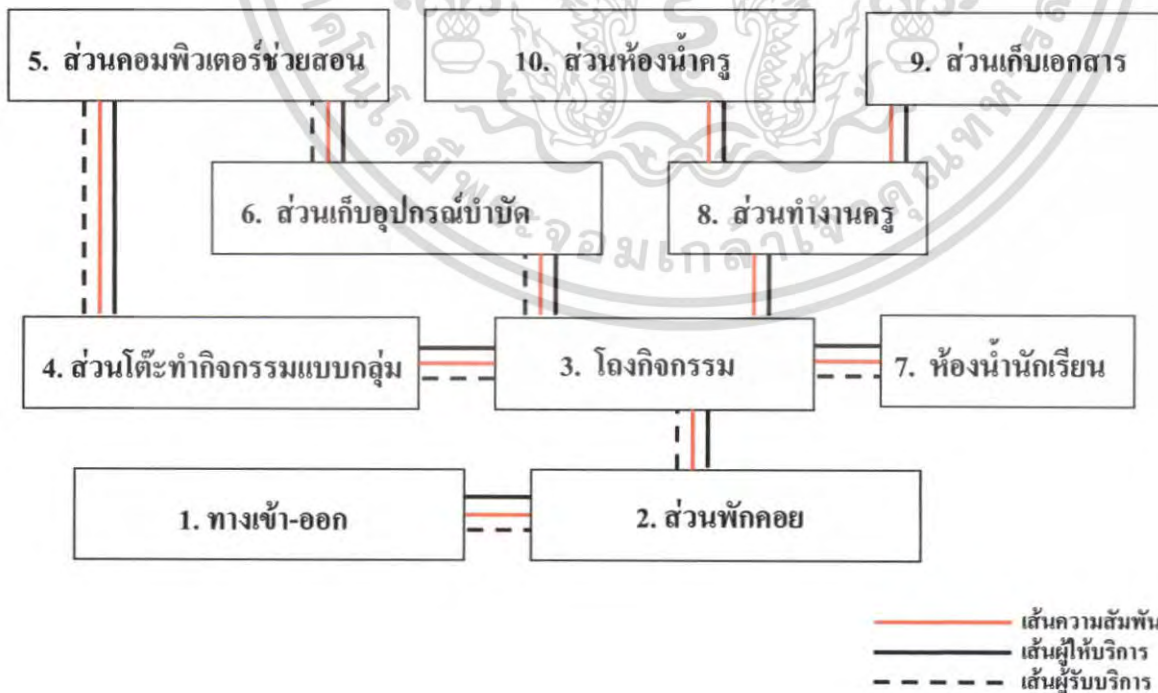 5. ส่วนคอมพิวเตอร์ช่วยสอน
10. ส่วนห้องน้ำครู
9. ส่วนเก็บเอกสาร
6. ส่วนเก็บอุปกรณ์บำบัด
8. ส่วนทำงานครู
4. ส่วนโต๊ะทำกิจกรรมแบบกลุ่ม
3. โถงกิจกรรม
7. ห้องน้ำนักเรียน
1. ทางเข้า-ออก
2. ส่วนพักคอย
เส้นความสัมพัน
เส้นผู้ให้บริการ
เส้นผู้รับบริการ